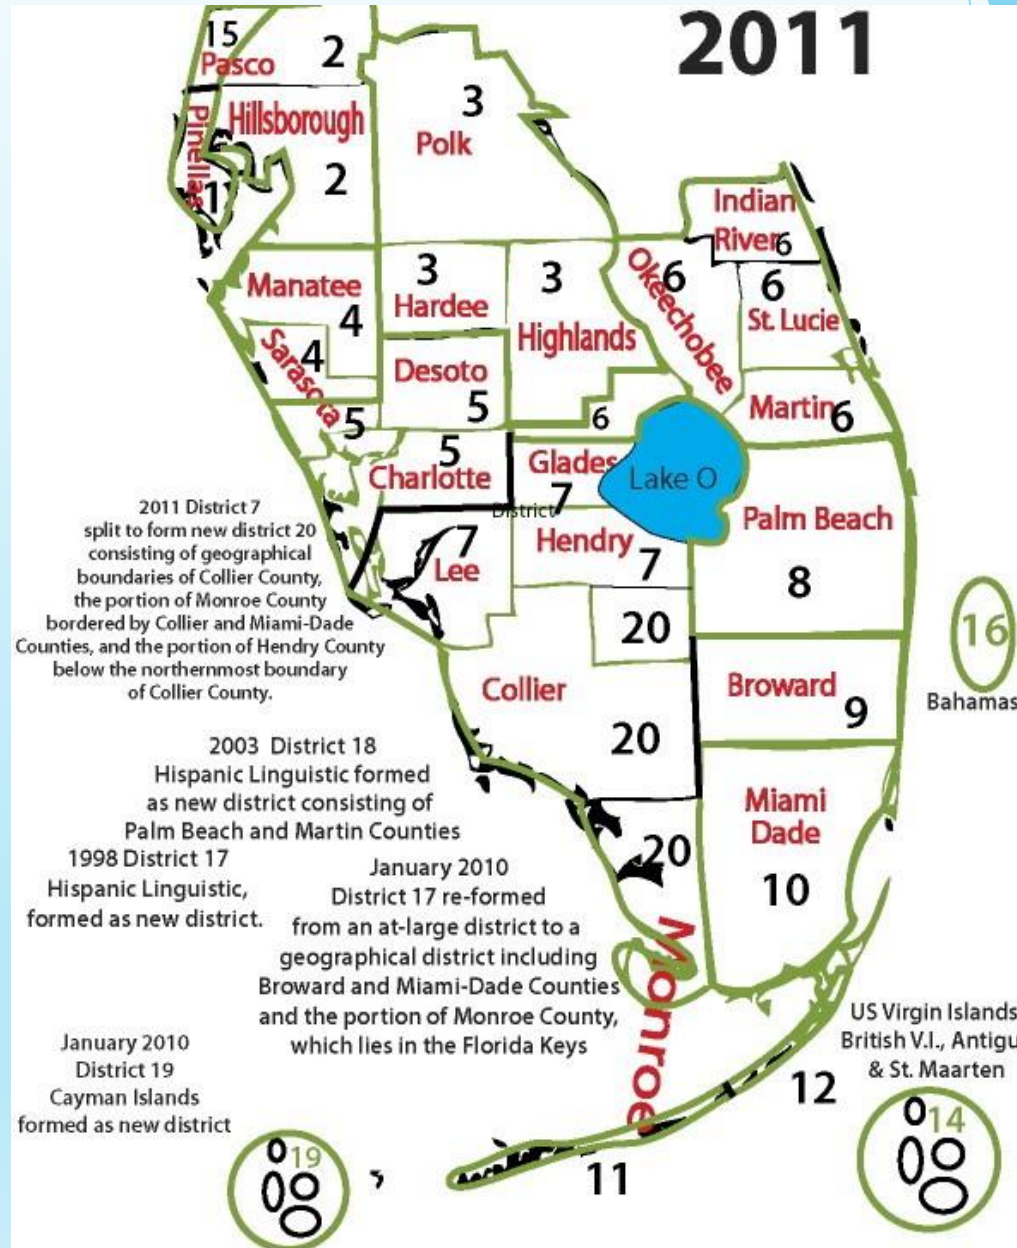 2011
15
Pasco
2
Pinellas
1
Hillsborough
2
3
Polk
Indian
River 6
Manatee
4
3
Hardee
3
Highlands
Okeechobee
6
6
St. Lucie
Sarasota
4
5
Desoto
5
6
Martin 6
5
Charlotte
Glades
7
District
Lake O
Palm Beach
8
7
Lee
Hendry
7
20
Collier
20
Broward
9
16
Bahamas
Miami
Dade
10
20
Monroe
2011 District 7
split to form new district 20
consisting of geographical
boundaries of Collier County,
the portion of Monroe County
bordered by Collier and Miami-Dade
Counties, and the portion of Hendry County
below the northernmost boundary
of Collier County.
2003 District 18
Hispanic Linguistic formed
as new district consisting of
Palm Beach and Martin Counties
1998 District 17
Hispanic Linguistic,
formed as new district.
January 2010
District 17 re-formed
from an at-large district to a
geographical district including
Broward and Miami-Dade Counties
and the portion of Monroe County,
which lies in the Florida Keys
January 2010
District 19
Cayman Islands
formed as new district
19
11
12
US Virgin Islands
British V.I., Antigu
& St. Maarten
14